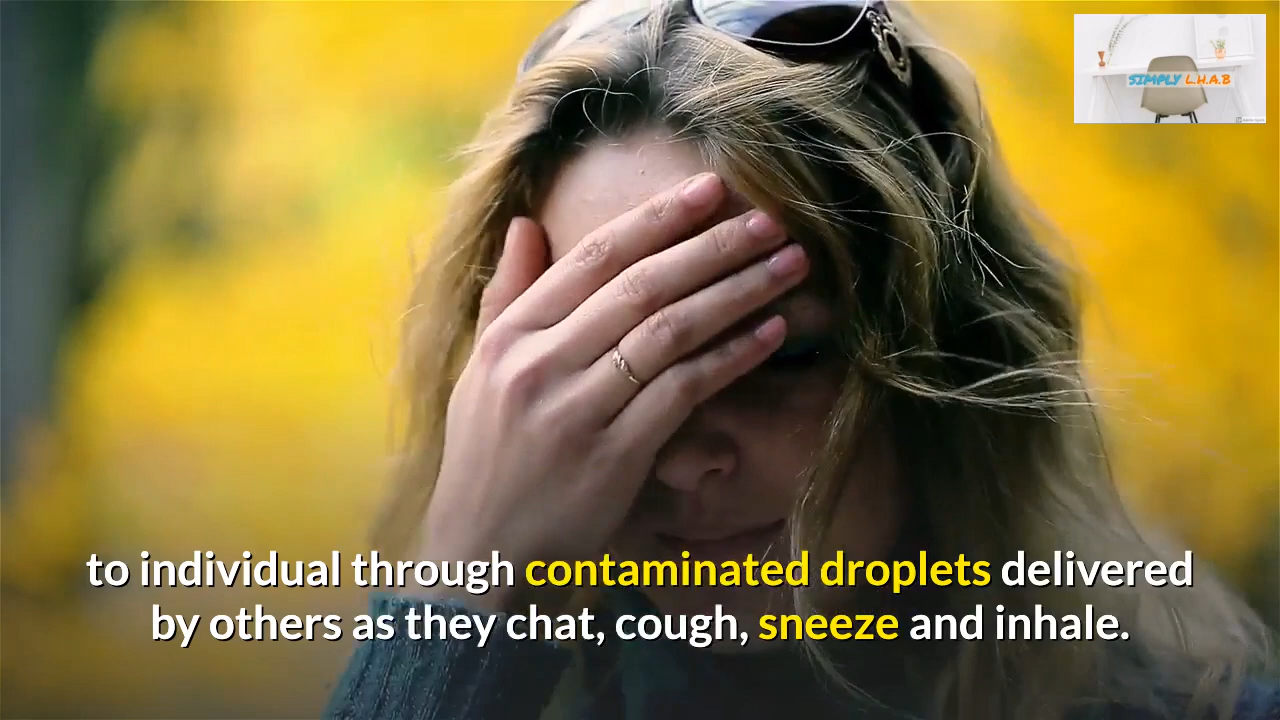 SIMPLY L.H.A.B
to individual through contaminated droplets delivered
by others as they chat, cough, sneeze and inhale.